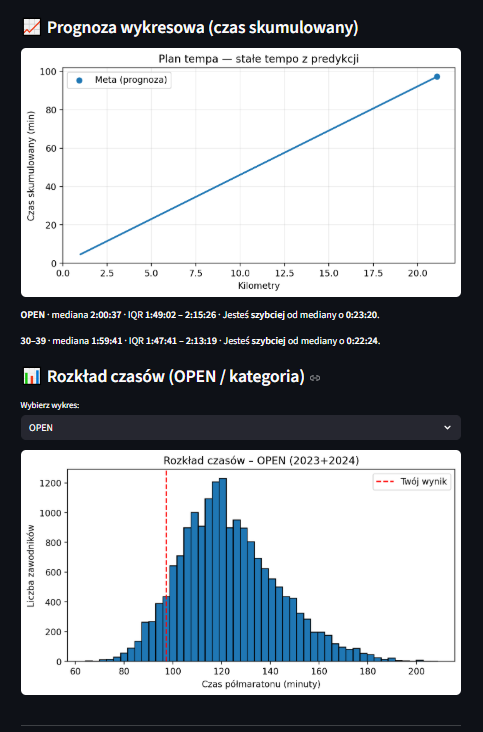 Prognoza wykresowa (czas skumulowany)
Plan tempa — stałe tempo z predykcji
Meta (prognoza)
Czas skumulowany (min)
100
80
60
40
20
0
0.0 2.5 5.0 7.5 10.0 12.5 15.0 17.5 20.0
Kilometry
OPEN · mediana 2:00:37 · IQR 1:49:02 – 2:15:26 · Jesteś szybciej od mediany o 0:23:20.
30–39 · mediana 1:59:41 · IQR 1:47:41 – 2:13:19 · Jesteś szybciej od mediany o 0:22:24.
Rozkład czasów (OPEN / kategoria)
Wybierz wykres:
OPEN
Rozkład czasów – OPEN (2023+2024)
Twój wynik
Liczba zawodników
1200
1000
800
600
400
200
0
60 80 100 120 140 160 180 200
Czas półmaratonu (minuty)